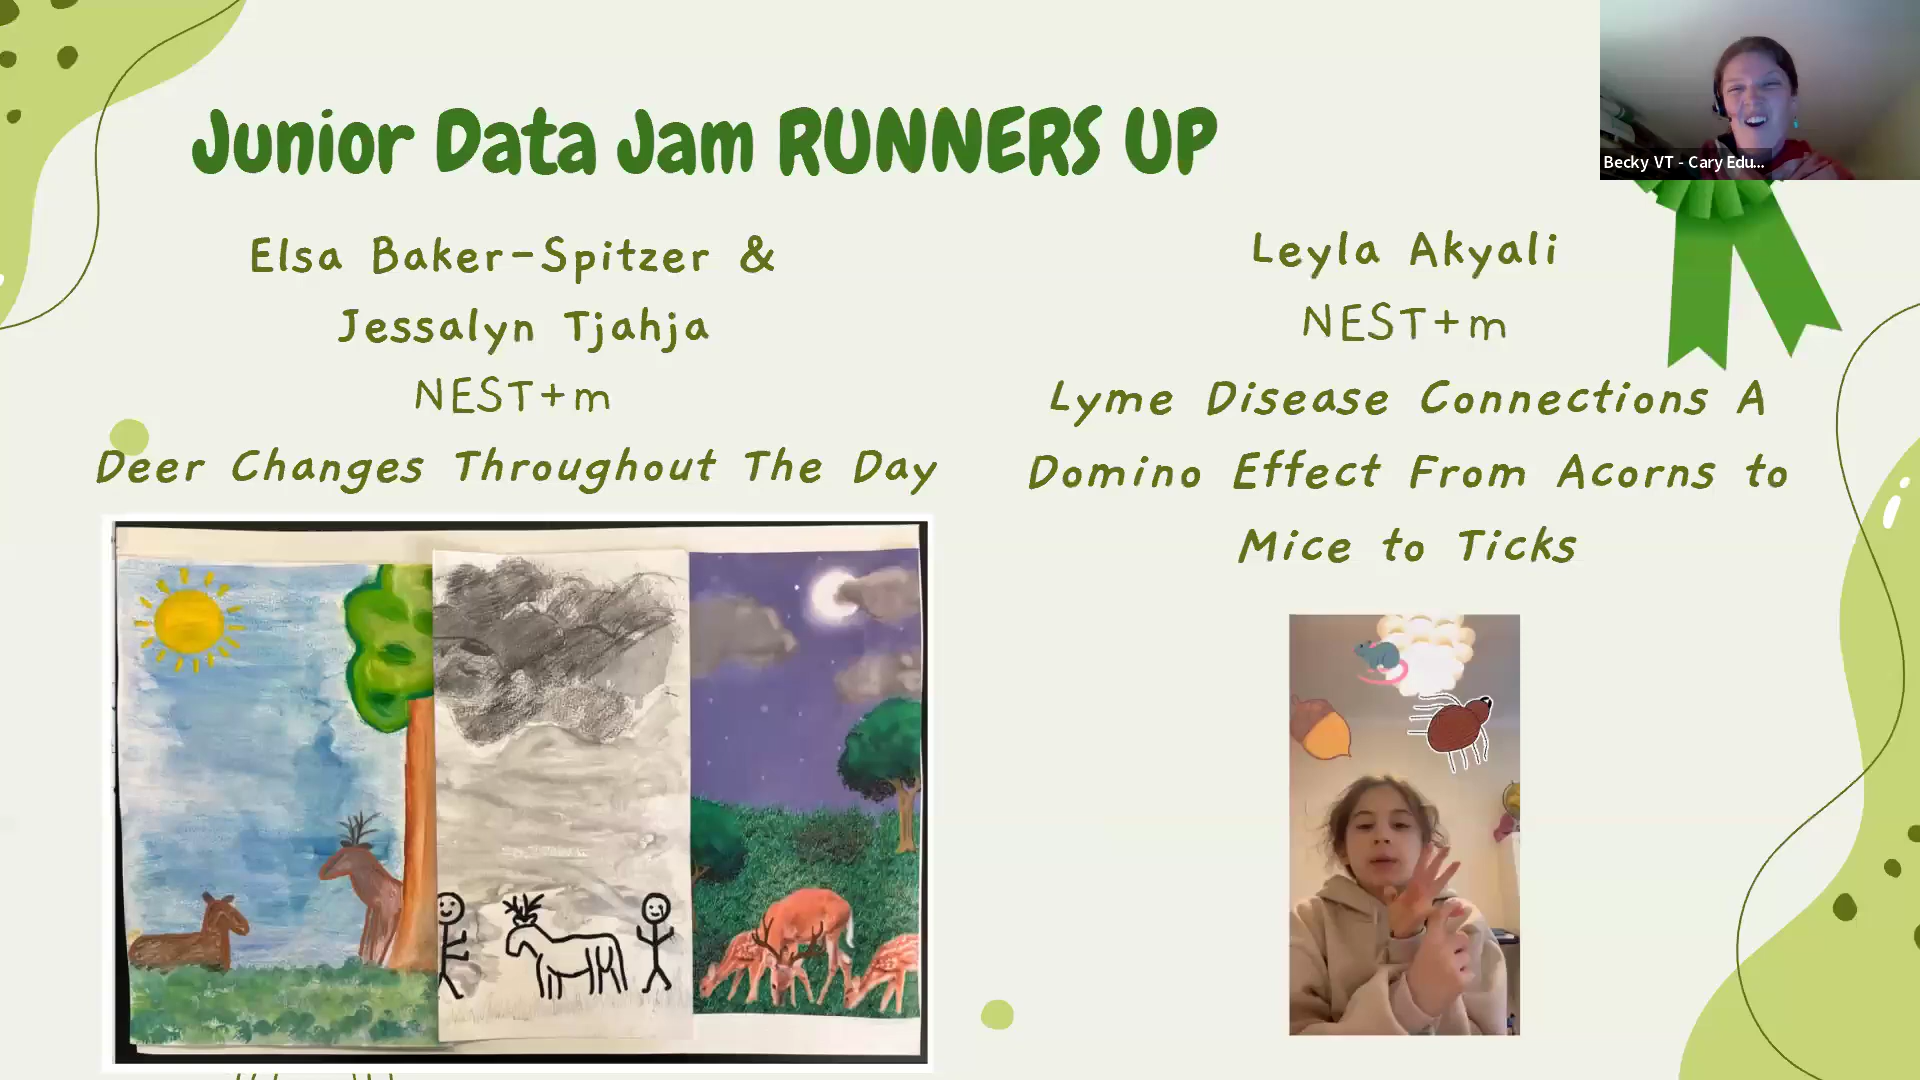 Junior Data Jam RUNNERS UP
Becky VT - Cary Edu...
Elsa Baker-Spitzer &
Jessalyn Tjahja
NEST+m
Deer Changes Throughout The Day
Leyla Akyali
NEST+m
Lyme Disease Connections A
Domino Effect From Acorns to
Mice to Ticks